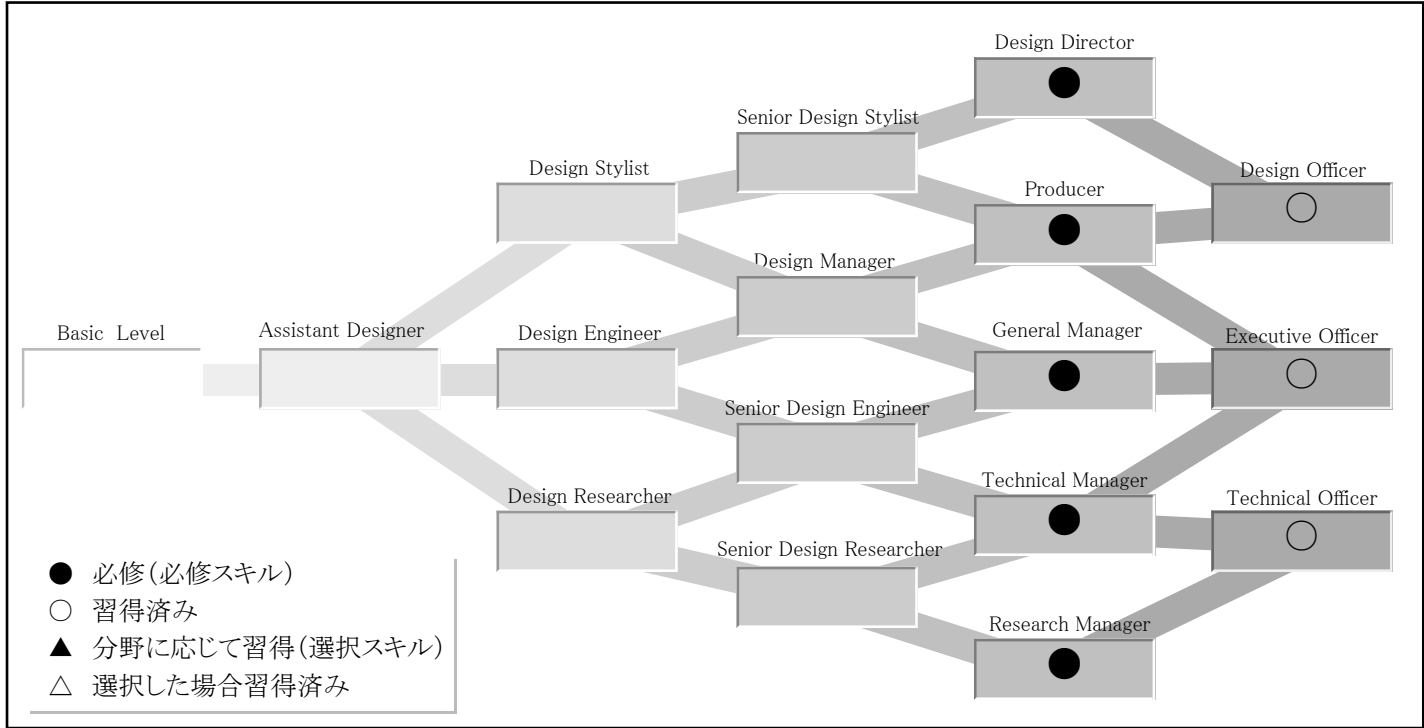 Design Director
●
Senior Design Stylist
Design Stylist
Design Officer
○
Producer
●
Design Manager
Basic Level
Assistant Designer
Design Engineer
General Manager
●
Executive Officer
○
Senior Design Engineer
Design Researcher
Technical Manager
●
Technical Officer
○
Senior Design Researcher
Research Manager
●
● 必修(必修スキル)
○ 習得済み
▲ 分野に応じて習得(選択スキル)
△ 選択した場合習得済み